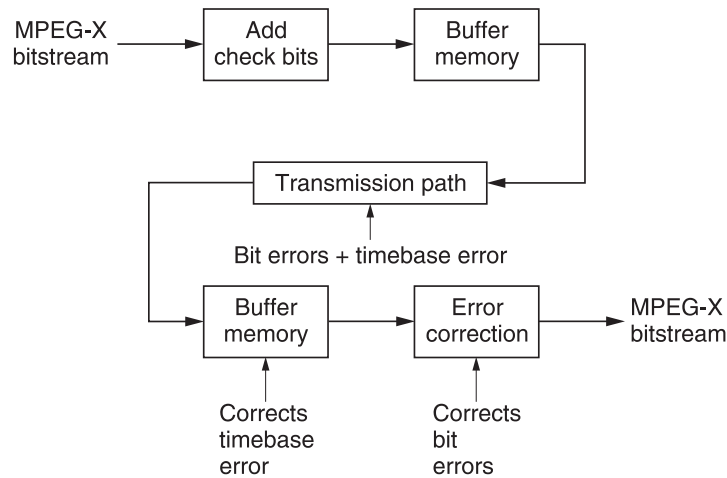 MPEG-X
bitstream
Add
check bits
Buffer
memory
Transmission path
Bit errors + timebase error
Buffer
memory
Error
correction
MPEG-X
bitstream
Corrects
timebase
error
Corrects
bit
errors